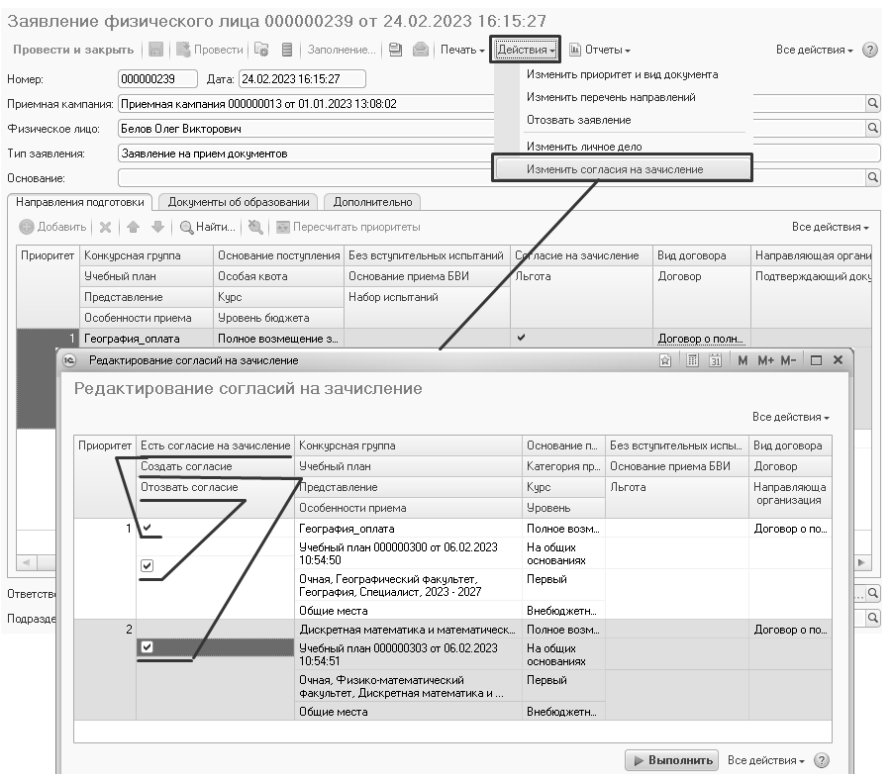 Заявление физического лица 000000239 от 24.02.2023 16:15:27
Провести и закрыть Провести Заполнение... Печать Действия Отчеты Все действия ?
Номер: 000000239 Дата: 24.02.2023 16:15:27
Изменить приоритет и вид документа
Изменить перечень направлений
Отозвать заявление
Изменить личное дело
Изменить согласия на зачисление
Приемная кампания: Приемная кампания 000000013 от 01.01.2023 13:08:02
Физическое лицо: Белов Олег Викторович
Тип заявления: Заявление на прием документов
Основание:
Направления подготовки Документы об образовании Дополнительно
Добавить Найти... Пересчитать приоритеты Все действия
Приоритет Конкурсная группа Основание поступления Без вступительных испытаний Согласие на зачисление Вид договора Направляющая органи
Учебный план Особая квота Основание приема БВИ Льгота Договор Подтверждающий доку
Представление Курс Набор испытаний
Особенности приема Уровень бюджета
1 География_оплата Полное возмещение з... Договор о полн...
Редактирование согласий на зачисление M M+ M-
Редактирование согласий на зачисление
Все действия
Приоритет Есть согласие на зачисление Конкурсная группа Основание п... Без вступительных испы... Вид договора
Создать согласие Учебный план Категория пр... Основание приема БВИ Договор
Отозвать согласие Представление Курс Льгота Направляюща
организация
Особенности приема Уровень
1 География_оплата Полное возм... Договор о по...
Учебный план 000000300 от 06.02.2023 На общих
10:54:50 основаниях
Очная, Географический факультет, Первый
География, Специалист, 2023 - 2027
Общие места Внебюджетн...
2 Дискретная математика и математическ... Полное возм... Договор о по...
Учебный план 000000303 от 06.02.2023 На общих
10:54:51 основаниях
Очная, Физико-математический Первый
факультет, Дискретная математика и ...
Общие места Внебюджетн...
Ответстве
Подразде
Выполнить Все действия ?